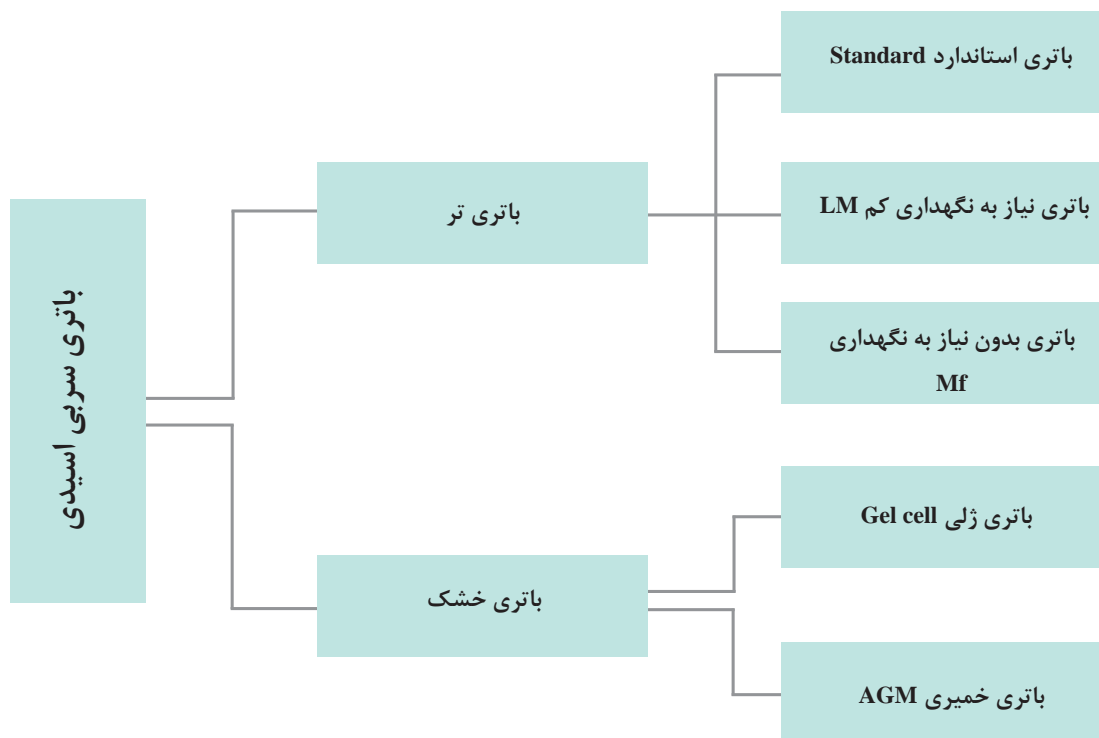 باتری سربی اسیدی
باتری تر
باتری استاندارد Standard
باتری نیاز به نگهداری کم LM
باتری بدون نیاز به نگهداری
Mf
باتری خشک
باتری ژلی Gel cell
باتری خمیری AGM